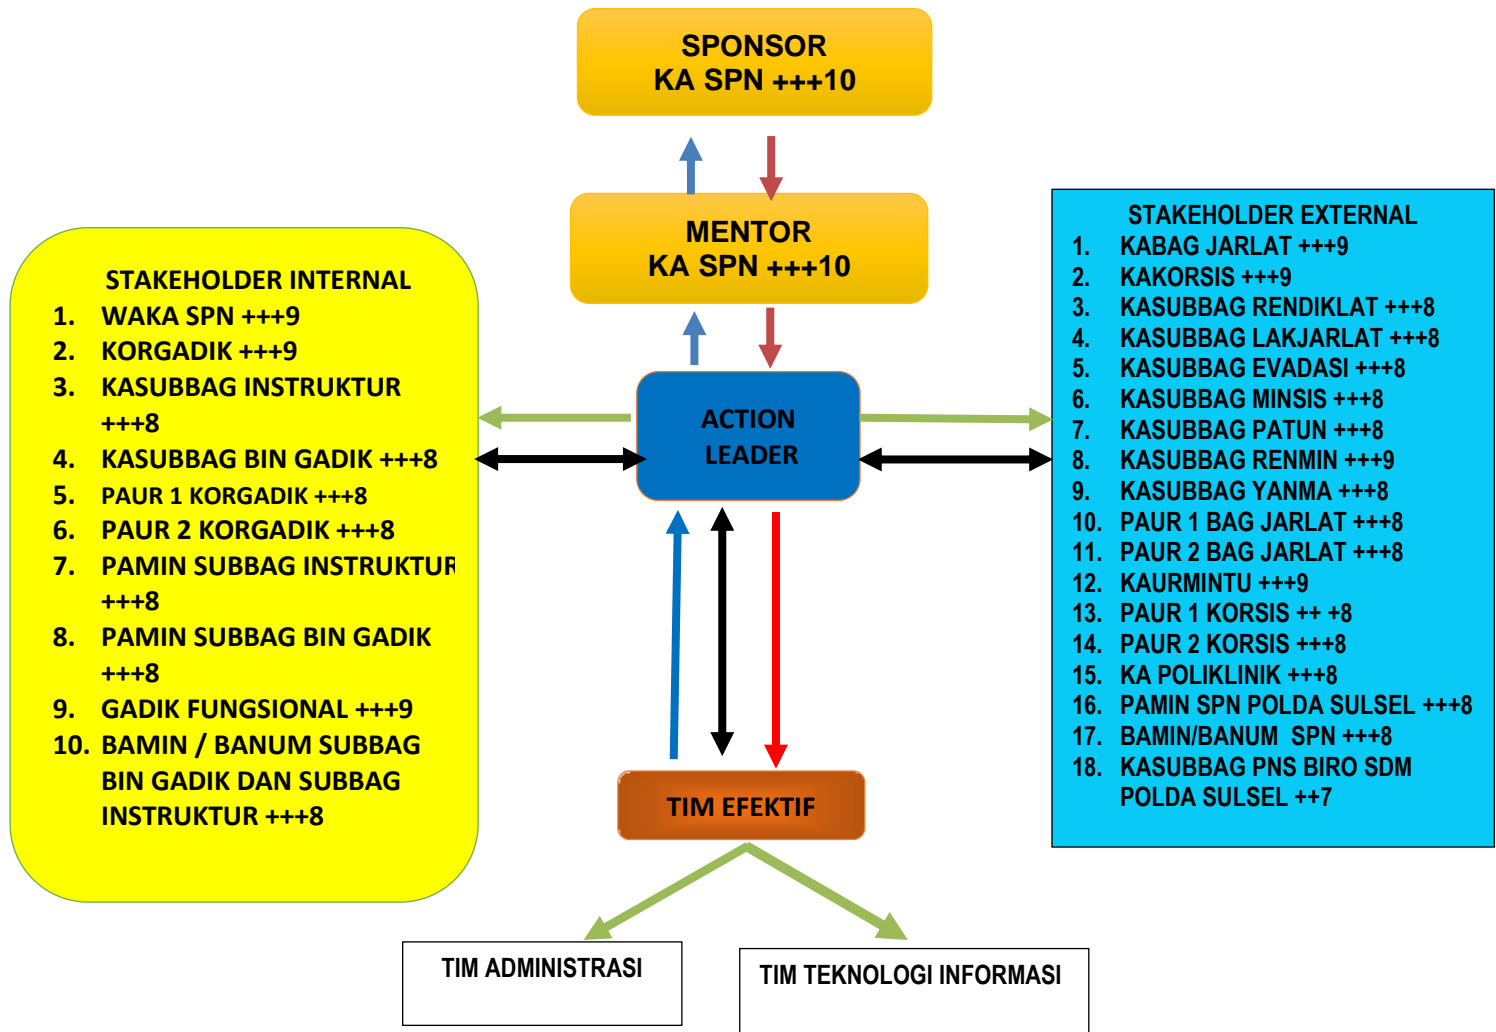 SPONSOR
KA SPN +++10
MENTOR
KA SPN +++10
STAKEHOLDER INTERNAL
1. WAKA SPN +++9
2. KORGADIK +++9
3. KASUBBAG INSTRUKTUR
+++8
4. KASUBBAG BIN GADIK +++8
5. PAUR 1 KORGADIK +++8
6. PAUR 2 KORGADIK +++8
7. PAMIN SUBBAG INSTRUKTUR
+++8
8. PAMIN SUBBAG BIN GADIK
+++8
9. GADIK FUNGSIONAL +++9
10. BAMIN / BANUM SUBBAG
BIN GADIK DAN SUBBAG
INSTRUKTUR +++8
ACTION
LEADER
STAKEHOLDER EXTERNAL
1. KABAG JARLAT +++9
2. KAKORSIS +++9
3. KASUBBAG RENDIKLAT +++8
4. KASUBBAG LAKJARLAT +++8
5. KASUBBAG EVADASI +++8
6. KASUBBAG MINSIS +++8
7. KASUBBAG PATUN +++8
8. KASUBBAG RENMIN +++9
9. KASUBBAG YANMA +++8
10. PAUR 1 BAG JARLAT +++8
11. PAUR 2 BAG JARLAT +++8
12. KAURMINTU +++9
13. PAUR 1 KORSIS ++ +8
14. PAUR 2 KORSIS +++8
15. KA POLIKLINIK +++8
16. PAMIN SPN POLDA SULSEL +++8
17. BAMIN/BANUM SPN +++8
18. KASUBBAG PNS BIRO SDM
POLDA SULSEL ++7
TIM EFEKTIF
TIM ADMINISTRASI
TIM TEKNOLOGI INFORMASI